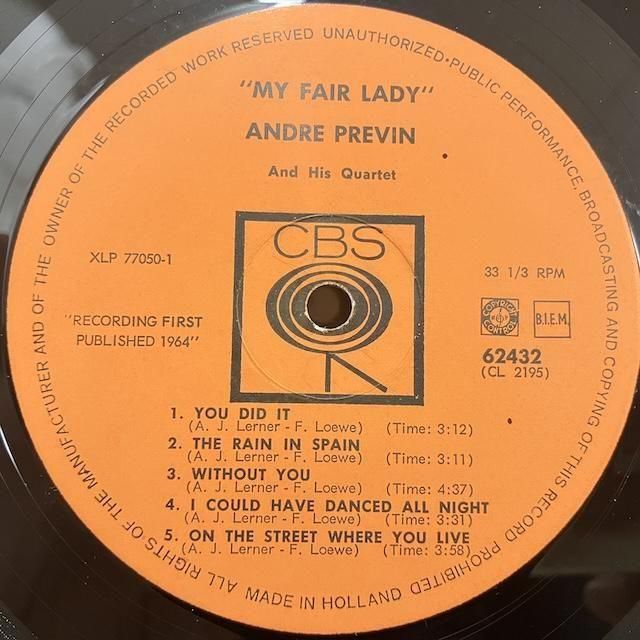 ALL RIGHTS OF THE MANUFACTURER AND OF THE OWNER OF THE RECORDED WORK RESERVED UNAUTHORIZED·PUBLIC PERFORMANCE, BROADCASTING AND COPYING OF THIS RECORD PROHIBITED
"MY FAIR LADY"
ANDRE PREVIN
And His Quartet
CBS
XLP 77050-1
33 1/3 RPM
"RECORDING FIRST
PUBLISHED 1964"
COPYRIGHT
CONTROL
B.I.E.M.
62432
(CL 2195)
1. YOU DID IT
(A. J. Lerner - F. Loewe) (Time: 3:12)
2. THE RAIN IN SPAIN
(A. J. Lerner - F. Loewe) (Time: 3:11)
3. WITHOUT YOU
(A. J. Lerner - F. Loewe) (Time: 4:37)
4. I COULD HAVE DANCED ALL NIGHT
(A. J. Lerner - F. Loewe) (Time: 3:31)
5. ON THE STREET WHERE YOU LIVE
(A. J. Lerner - F. Loewe) (Time: 3:58)
MADE IN HOLLAND